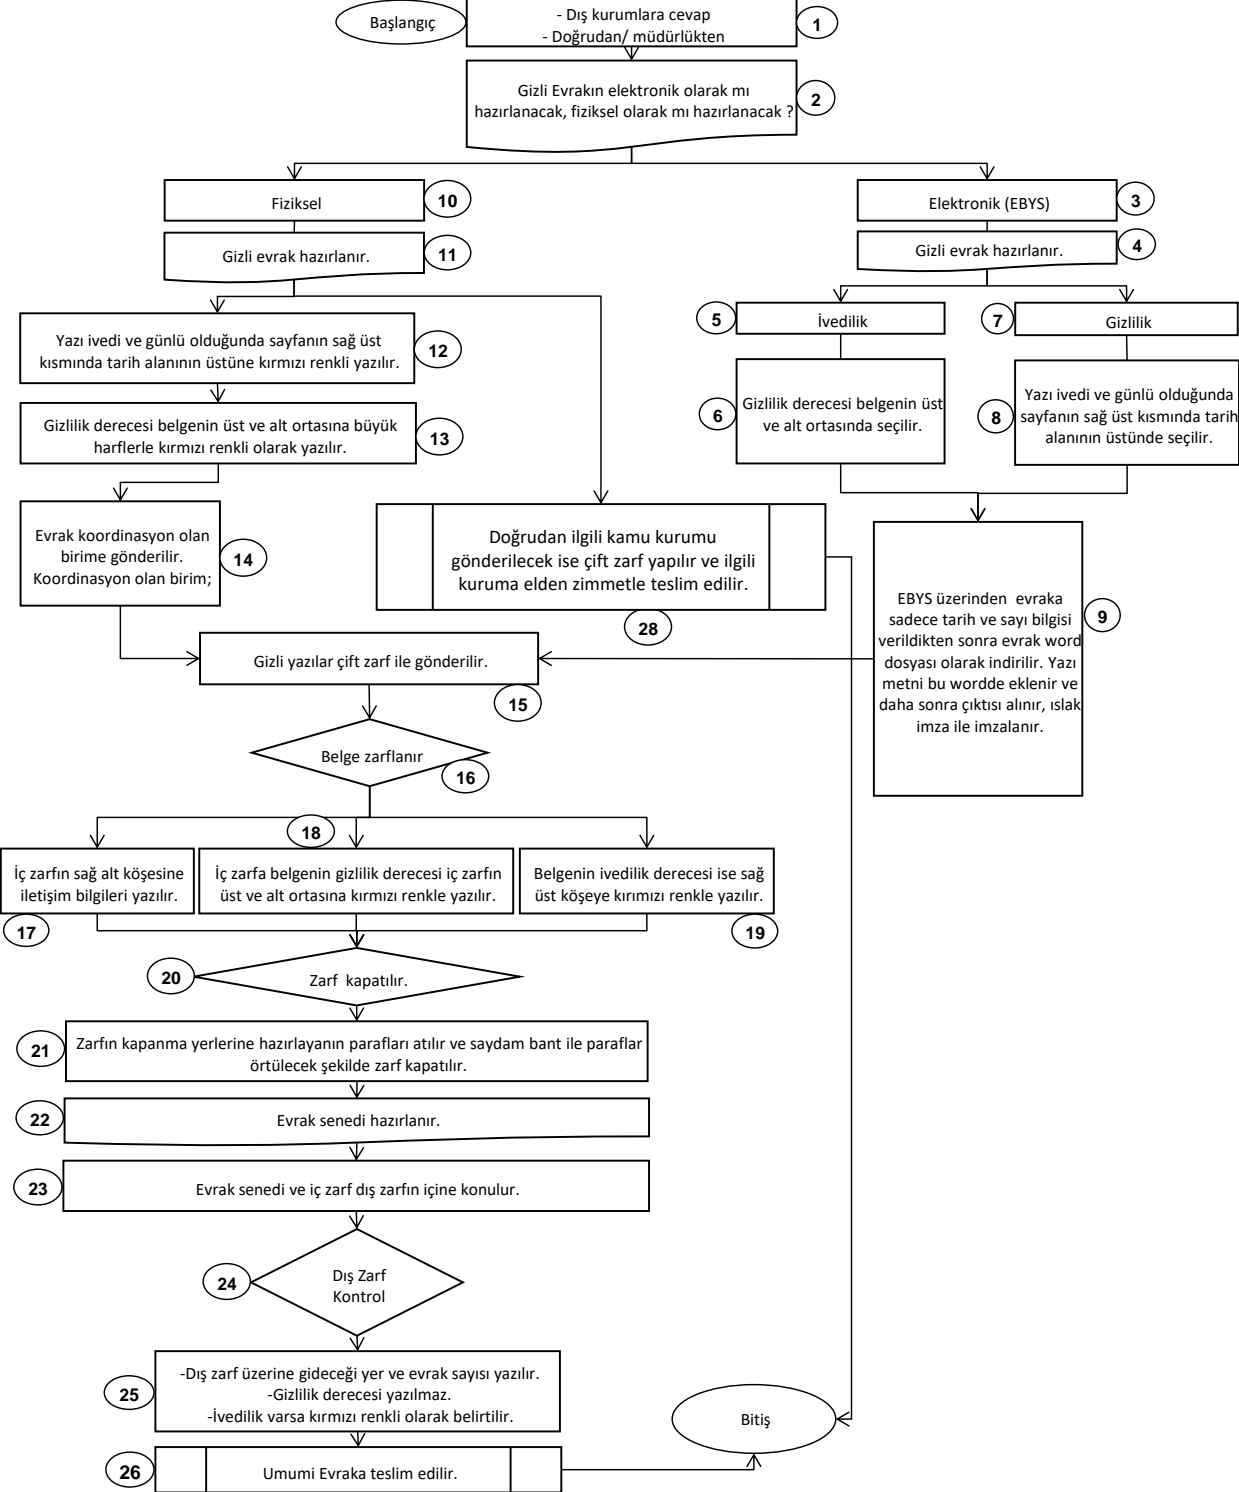 Başlangıç
- Dış kurumlara cevap
- Doğrudan/ müdürlükten
1
Gizli Evrakın elektronik olarak mı
hazırlanacak, fiziksel olarak mı hazırlanacak ?
2
Fiziksel
10
Elektronik (EBYS)
3
Gizli evrak hazırlanır.
11
Gizli evrak hazırlanır.
4
5
İvedilik
7
Gizlilik
Yazı ivedi ve günlü olduğunda sayfanın sağ üst
kısmında tarih alanının üstüne kırmızı renkli yazılır.
12
6
Gizlilik derecesi belgenin üst
ve alt ortasında seçilir.
8
Yazı ivedi ve günlü olduğunda
sayfanın sağ üst kısmında tarih
alanının üstünde seçilir.
Gizlilik derecesi belgenin üst ve alt ortasına büyük
harflerle kırmızı renkli olarak yazılır.
13
Evrak koordinasyon olan
birime gönderilir.
Koordinasyon olan birim;
14
Doğrudan ilgili kamu kurumu
gönderilecek ise çift zarf yapılır ve ilgili
kuruma elden zimmetle teslim edilir.
28
EBYS üzerinden evraka
sadece tarih ve sayı bilgisi
verildikten sonra evrak word
dosyası olarak indirilir. Yazı
metni bu wordde eklenir ve
daha sonra çıktısı alınır, ıslak
imza ile imzalanır.
9
Gizli yazılar çift zarf ile gönderilir.
15
Belge zarflanır
16
18
İç zarfın sağ alt köşesine
iletişim bilgileri yazılır.
17
İç zarfa belgenin gizlilik derecesi iç zarfın
üst ve alt ortasına kırmızı renkle yazılır.
Belgenin ivedilik derecesi ise sağ
üst köşeye kırımızı renkle yazılır.
19
20
Zarf kapatılır.
21
Zarfın kapanma yerlerine hazırlayanın parafları atılır ve saydam bant ile paraflar
örtülecek şekilde zarf kapatılır.
22
Evrak senedi hazırlanır.
23
Evrak senedi ve iç zarf dış zarfın içine konulur.
24
Dış Zarf
Kontrol
25
-Dış zarf üzerine gideceği yer ve evrak sayısı yazılır.
-Gizlilik derecesi yazılmaz.
-İvedilik varsa kırmızı renkli olarak belirtilir.
Bitiş
26
Umumi Evraka teslim edilir.